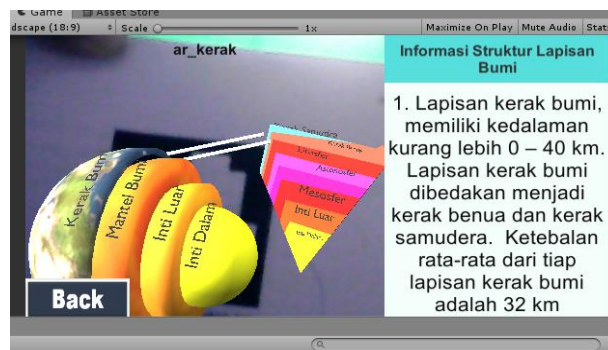 Game Asset Store
dscape (18:9) Scale 1x Maximize On Play Mute Audio Stat
ar_kerak
Informasi Struktur Lapisan
Bumi
1. Lapisan kerak bumi,
memiliki kedalaman
kurang lebih 0 – 40 km.
Lapisan kerak bumi
dibedakan menjadi
kerak benua dan kerak
samudera. Ketebalan
rata-rata dari tiap
lapisan kerak bumi
adalah 32 km
Kerak Bumi
Mantel Bumi
Inti Luar
Inti Dalam
Samudra
Mesosfer
Inti Luar
Back